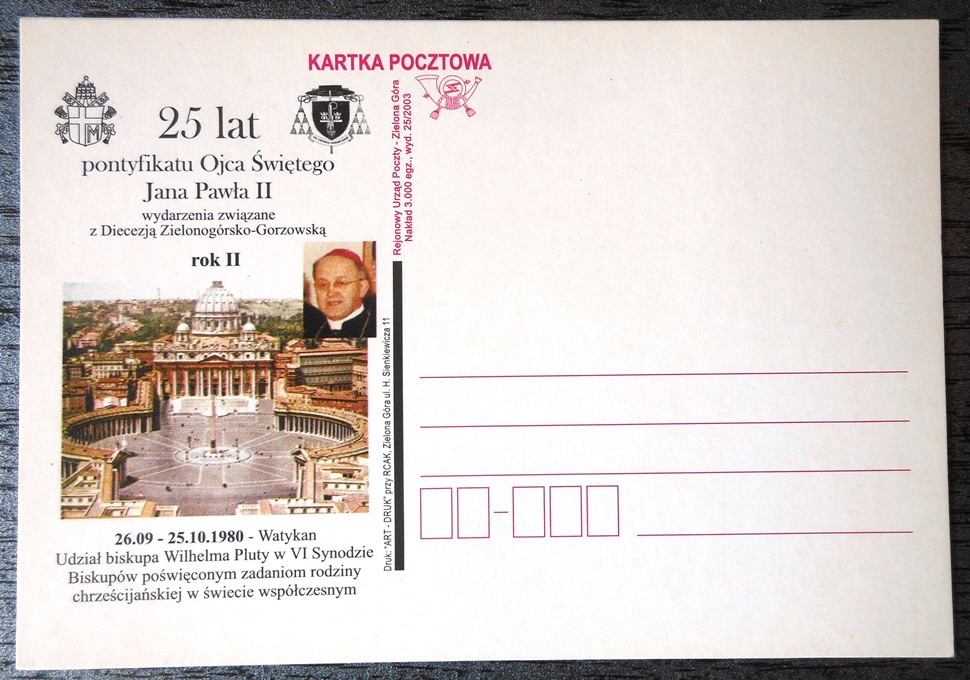 KARTKA POCZTOWA
25 lat
pontyfikatu Ojca Świętego
Jana Pawła II
wydarzenia związane
z Diecezją Zielonogórsko-Gorzowską
rok II
26.09 - 25.10.1980 - Watykan
Udział biskupa Wilhelma Pluty w VI Synodzie
Biskupów poświęconym zadaniom rodziny
chrześcijańskiej w świecie współczesnym
Rejonowy Urząd Poczty - Zielona Góra
Nakład 3.000 egz., wyd. 25/2003
Druk: "ART - DRUK" przy RCAK, Zielona Góra ul. H. Sienkiewicza 11